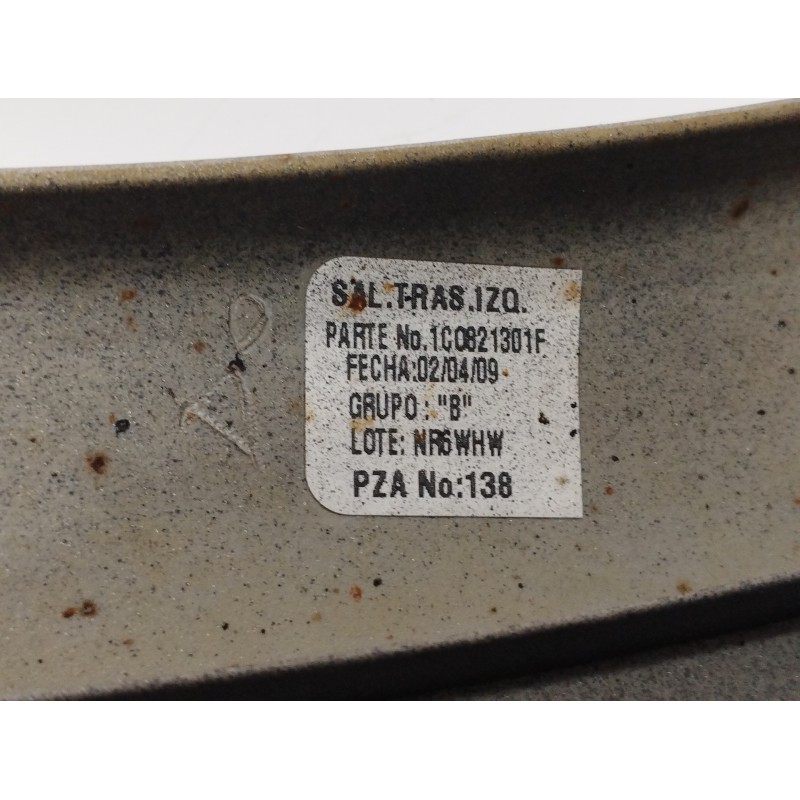 SAL.TRAS.IZQ.
PARTE No.1C0821301F
FECHA:02/04/09
GRUPO: "B"
LOTE: NR6WHW
PZA No:138